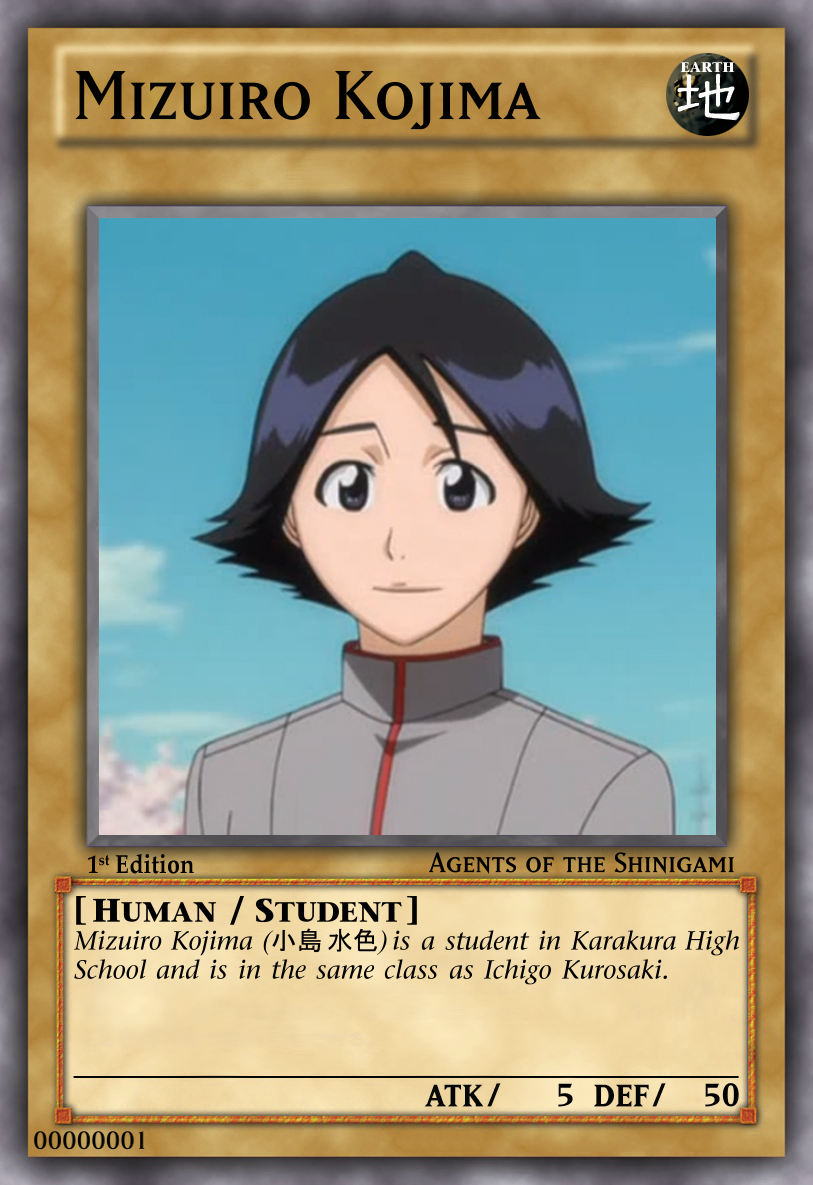 Mizuiro Kojima
EARTH
地
1st Edition
Agents of the Shinigami
[ Human / Student ]
Mizuiro Kojima (小島 水色) is a student in Karakura High
School and is in the same class as Ichigo Kurosaki.
ATK/ 5 DEF/ 50
00000001